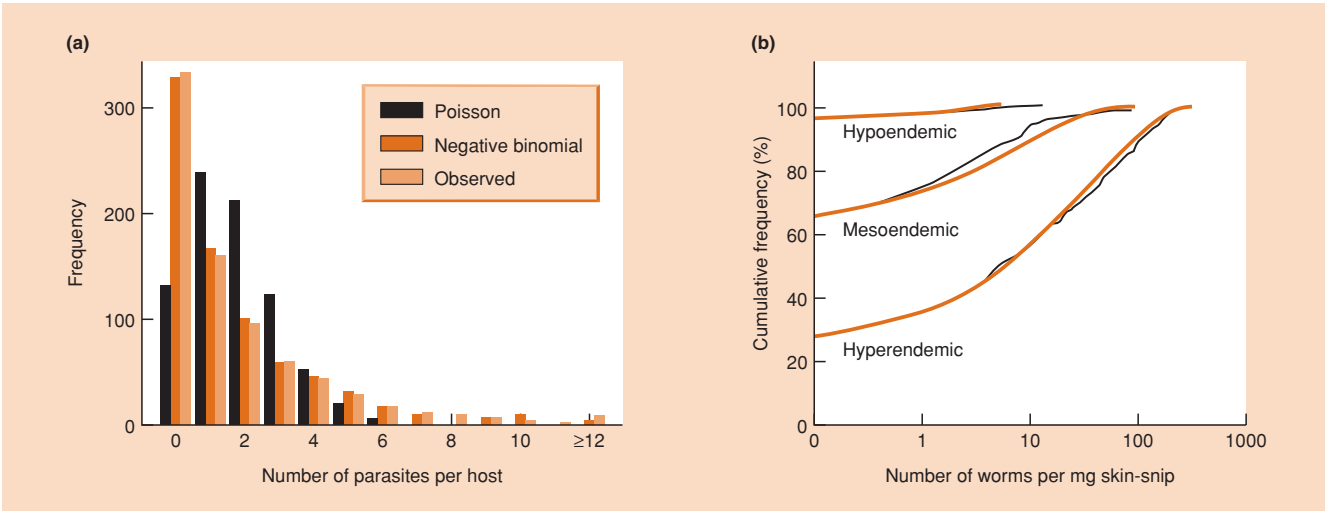 (a)
300
200
100
0
Frequency
Poisson
Negative binomial
Observed
0 2 4 6 8 10 ≥12
Number of parasites per host
(b)
100
80
60
40
20
0
Cumulative frequency (%)
Hypoendemic
Mesoendemic
Hyperendemic
0 1 10 100 1000
Number of worms per mg skin-snip